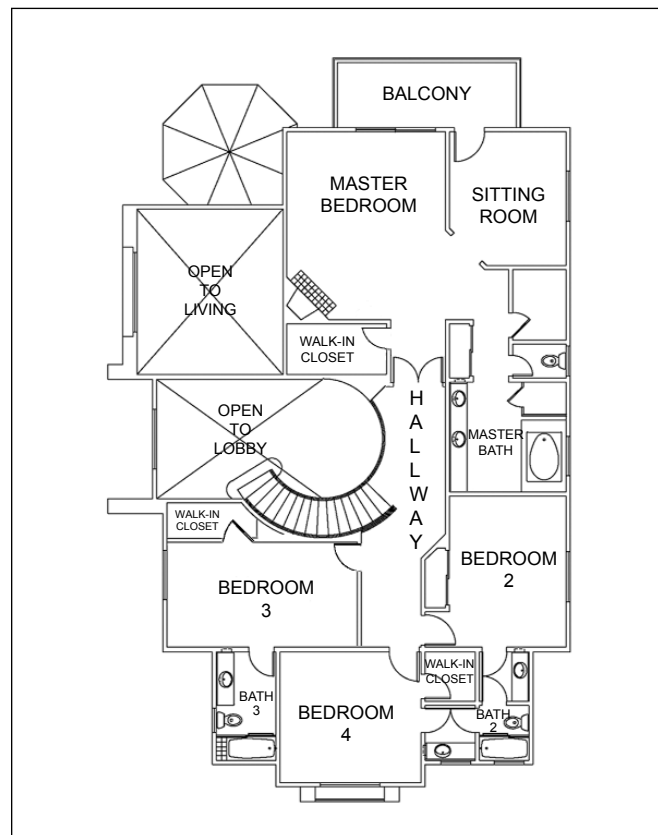 BALCONY
MASTER
BEDROOM
SITTING
ROOM
OPEN
TO
LIVING
WALK-IN
CLOSET
OPEN
TO
LOBBY
HALLWAY
MASTER
BATH
WALK-IN
CLOSET
BEDROOM
2
BEDROOM
3
WALK-IN
CLOSET
BATH
3
BEDROOM
4
BATH
2